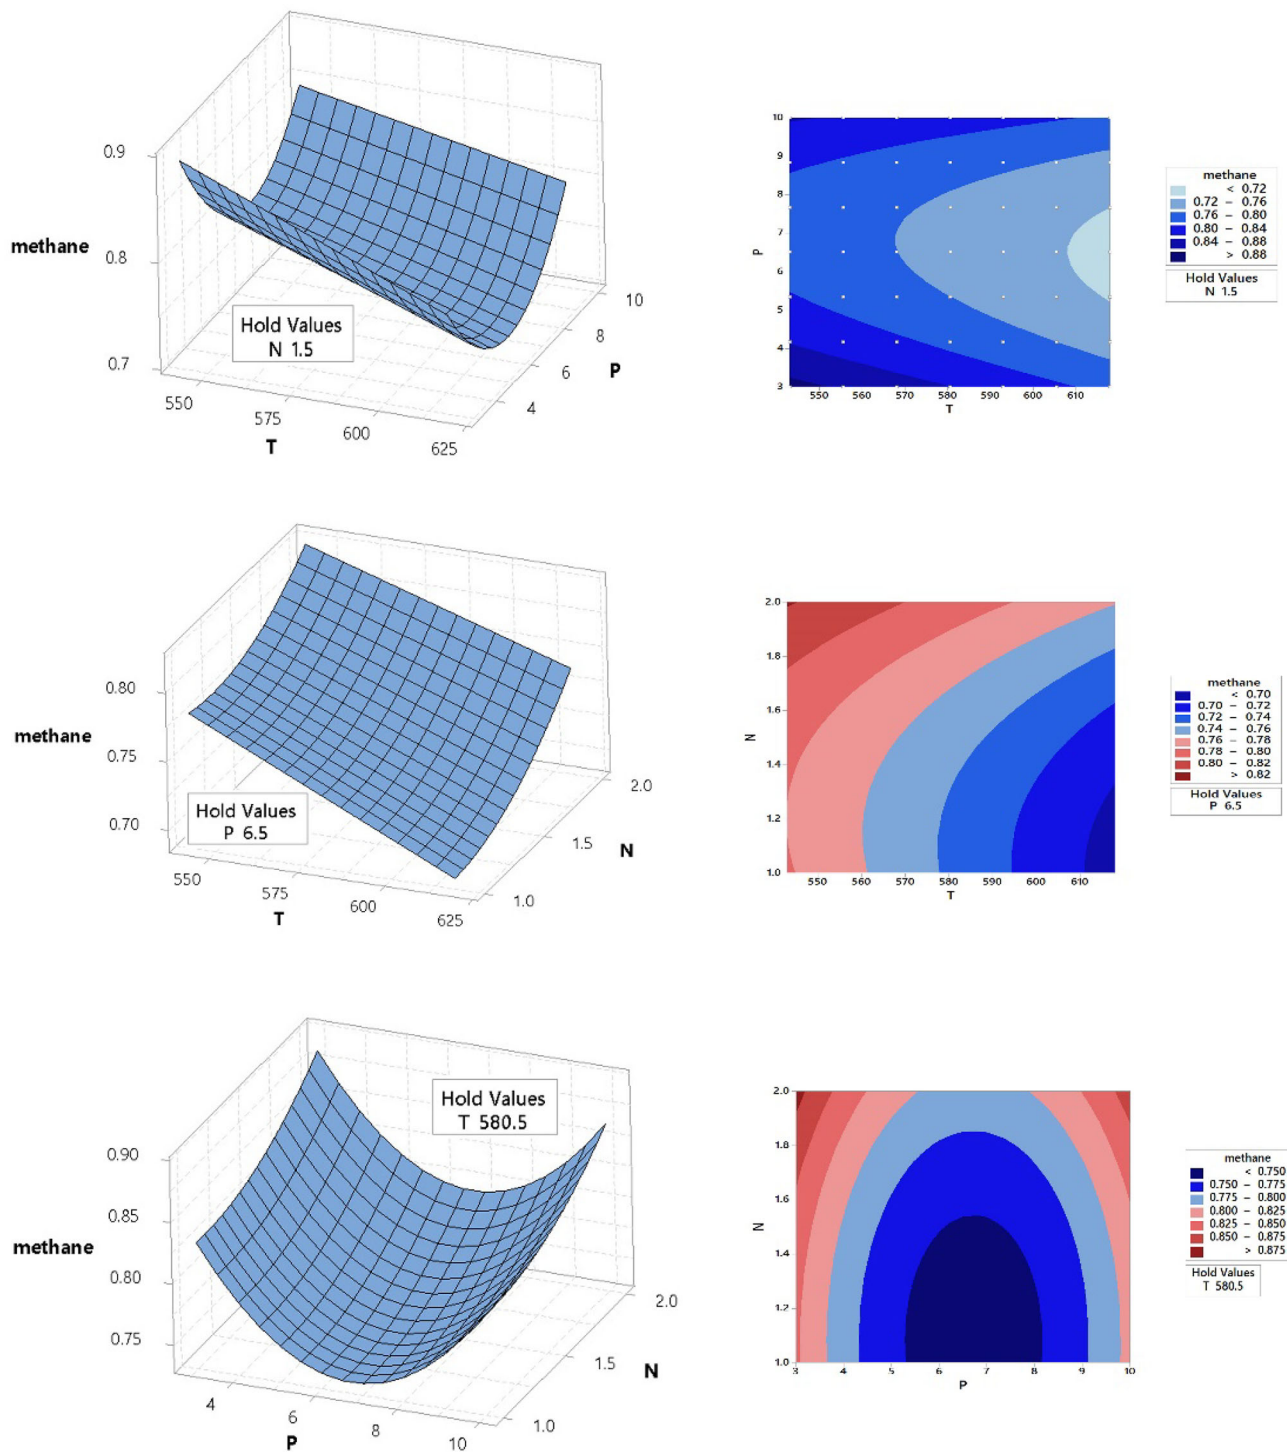 0.9
methane
0.8
0.7
Hold Values
N 1.5
550
575
T
600
625
4
6
P
8
10
10
9
8
7
P
6
5
4
3
550
560
570
580
590
600
610
T
methane
< 0.72
0.72 – 0.76
0.76 – 0.80
0.80 – 0.84
0.84 – 0.88
> 0.88
Hold Values
N 1.5
0.80
methane
0.75
0.70
Hold Values
P 6.5
550
575
T
600
625
1.0
1.5
N
2.0
2.0
1.8
1.6
N
1.4
1.2
1.0
550
560
570
580
590
600
610
T
methane
< 0.70
0.70 – 0.72
0.72 – 0.74
0.74 – 0.76
0.76 – 0.78
0.78 – 0.80
0.80 – 0.82
> 0.82
Hold Values
P 6.5
Hold Values
T 580.5
0.90
0.85
methane
0.80
0.75
4
6
P
8
10
1.0
1.5
N
2.0
2.0
1.8
1.6
N
1.4
1.2
1.0
3
4
5
6
7
8
9
10
P
methane
< 0.750
0.750 – 0.775
0.775 – 0.800
0.800 – 0.825
0.825 – 0.850
0.850 – 0.875
> 0.875
Hold Values
T 580.5